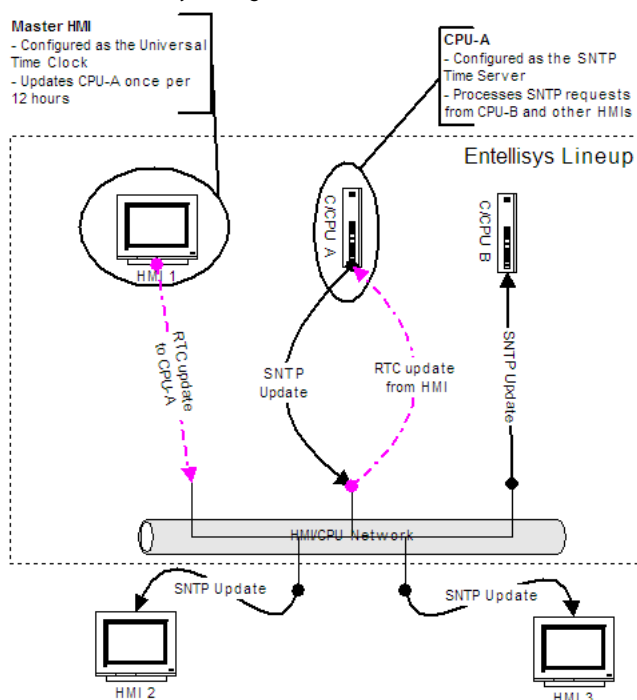 Master HMI
- Configured as the Universal
Time Clock
- Updates CPU-A once per
12 hours
CPU-A
- Configured as the SNTP
Time Server
- Processes SNTP requests
from CPU-B and other HMIs
Entellisys Lineup
HMI 1
C/CPU A
C/CPU B
RTC update
to CPU-A
SNTP
Update
RTC update
from HMI
SNTP Update
HMI/CPU Network
SNTP Update
SNTP Update
HMI 2
HMI 3